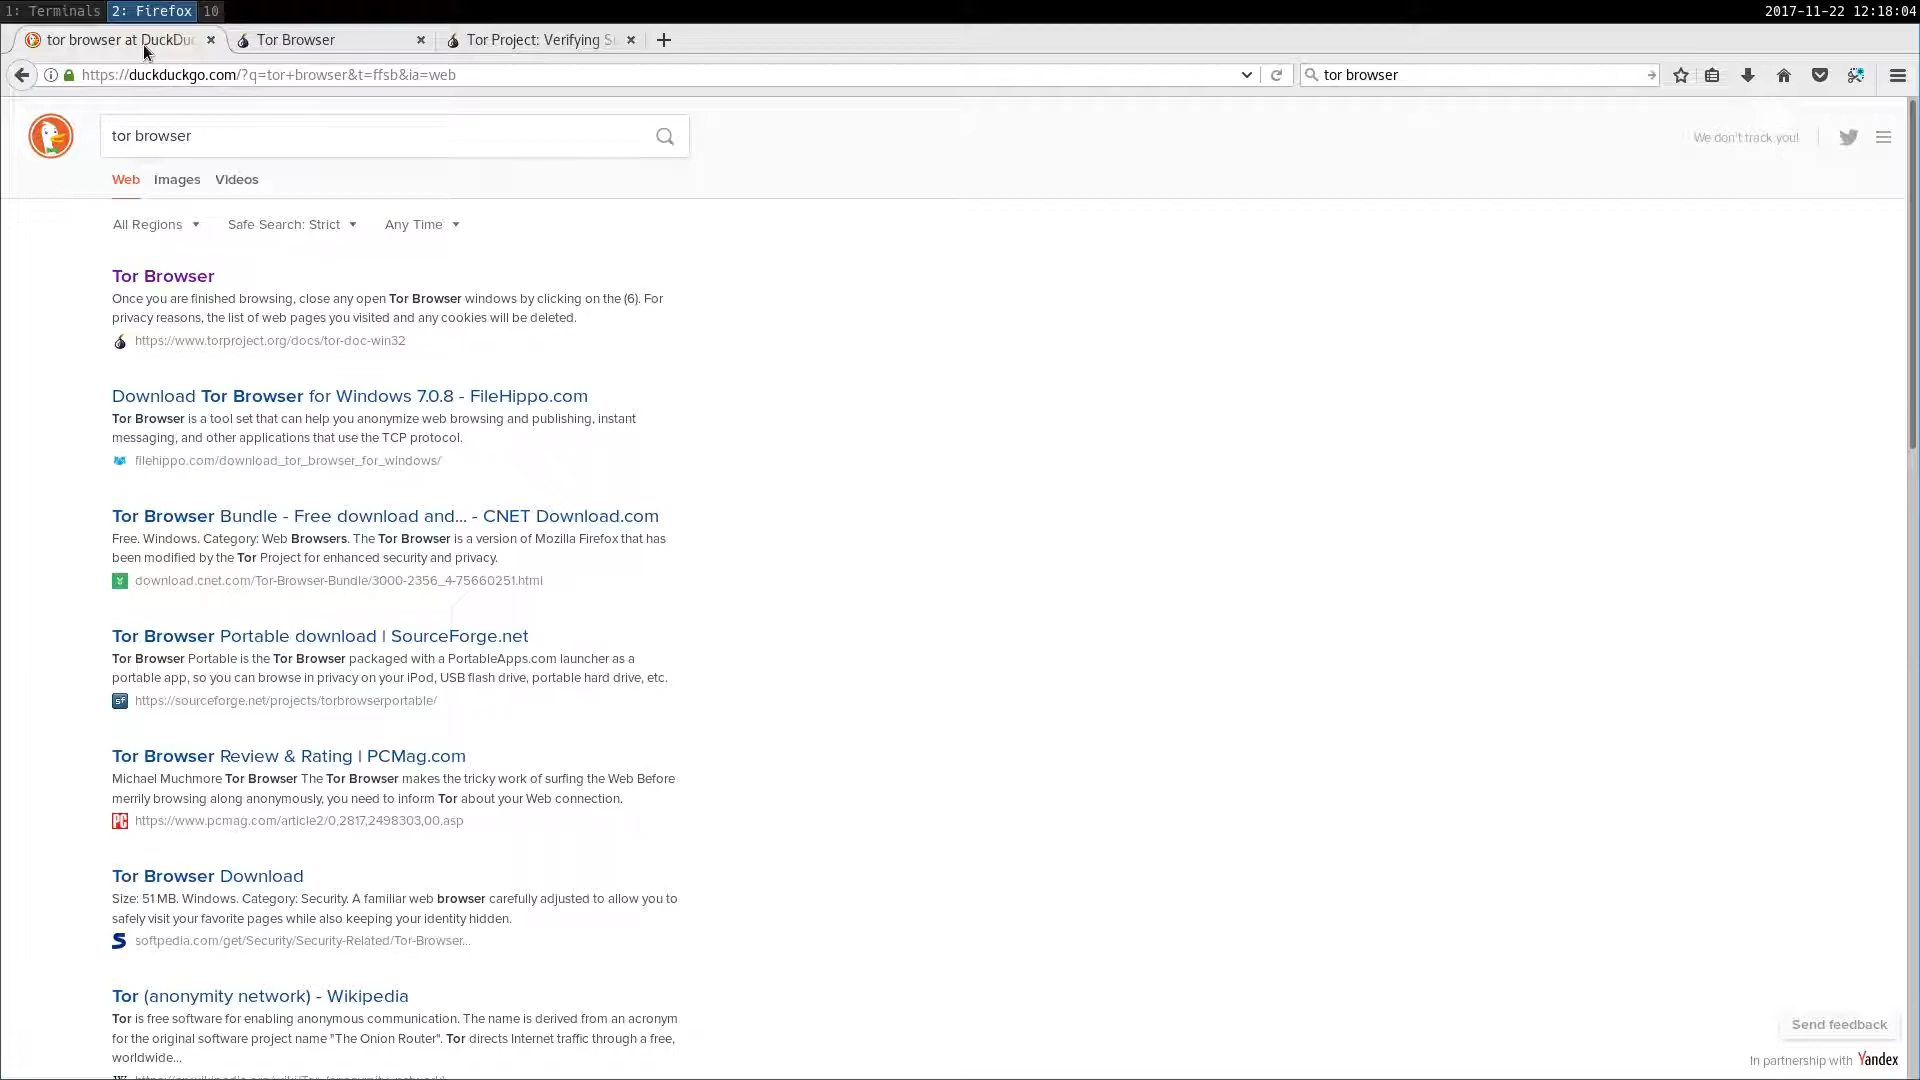 1: Terminals 2: Firefox 10
2017-11-22 12:18:04
tor browser at DuckDuc
Tor Browser
Tor Project: Verifying S
https://duckduckgo.com/?q=tor+browser&t=ffsb&ia=web
tor browser
tor browser
We don't track you!
Web Images Videos
All Regions Safe Search: Strict Any Time
Tor Browser
Once you are finished browsing, close any open Tor Browser windows by clicking on the (6). For
privacy reasons, the list of web pages you visited and any cookies will be deleted.
https://www.torproject.org/docs/tor-doc-win32
Download Tor Browser for Windows 7.0.8 - FileHippo.com
Tor Browser is a tool set that can help you anonymize web browsing and publishing, instant
messaging, and other applications that use the TCP protocol.
filehippo.com/download_tor_browser_for_windows/
Tor Browser Bundle - Free download and... - CNET Download.com
Free. Windows. Category: Web Browsers. The Tor Browser is a version of Mozilla Firefox that has
been modified by the Tor Project for enhanced security and privacy.
download.cnet.com/Tor-Browser-Bundle/3000-2356_4-75660251.html
Tor Browser Portable download | SourceForge.net
Tor Browser Portable is the Tor Browser packaged with a PortableApps.com launcher as a
portable app, so you can browse in privacy on your iPod, USB flash drive, portable hard drive, etc.
sf
https://sourceforge.net/projects/torbrowserportable/
Tor Browser Review & Rating | PCMag.com
Michael Muchmore Tor Browser The Tor Browser makes the tricky work of surfing the Web Before
merrily browsing along anonymously, you need to inform Tor about your Web connection.
PC
https://www.pcmag.com/article2/0,2817,2498303,00.asp
Tor Browser Download
Size: 51 MB. Windows. Category: Security. A familiar web browser carefully adjusted to allow you to
safely visit your favorite pages while also keeping your identity hidden.
S
softpedia.com/get/Security/Security-Related/Tor-Browser...
Tor (anonymity network) - Wikipedia
Tor is free software for enabling anonymous communication. The name is derived from an acronym
for the original software project name "The Onion Router". Tor directs Internet traffic through a free,
worldwide...
Send feedback
In partnership with Yandex